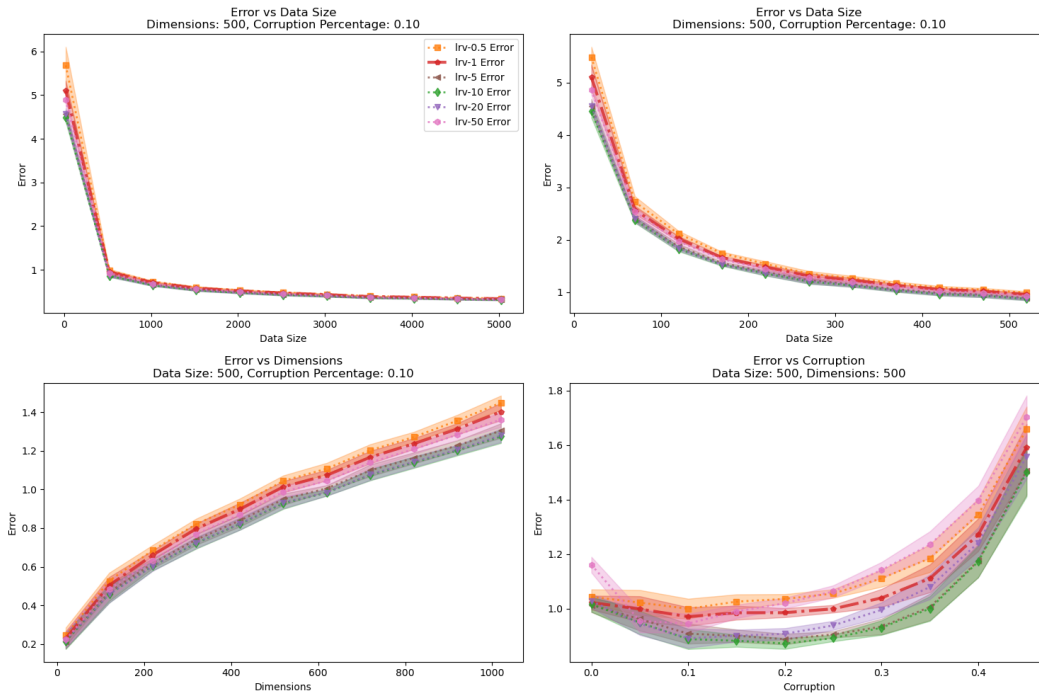 Error vs Data Size
Dimensions: 500, Corruption Percentage: 0.10
Error
6
5
4
3
2
1
0
1000
2000
3000
4000
5000
Data Size
lrv-0.5 Error
lrv-1 Error
lrv-5 Error
lrv-10 Error
lrv-20 Error
lrv-50 Error
Error vs Data Size
Dimensions: 500, Corruption Percentage: 0.10
Error
5
4
3
2
1
0
100
200
300
400
500
Data Size
Error vs Dimensions
Data Size: 500, Corruption Percentage: 0.10
Error
1.4
1.2
1.0
0.8
0.6
0.4
0.2
0
200
400
600
800
1000
Dimensions
Error vs Corruption
Data Size: 500, Dimensions: 500
Error
1.8
1.6
1.4
1.2
1.0
0.0
0.1
0.2
0.3
0.4
Corruption